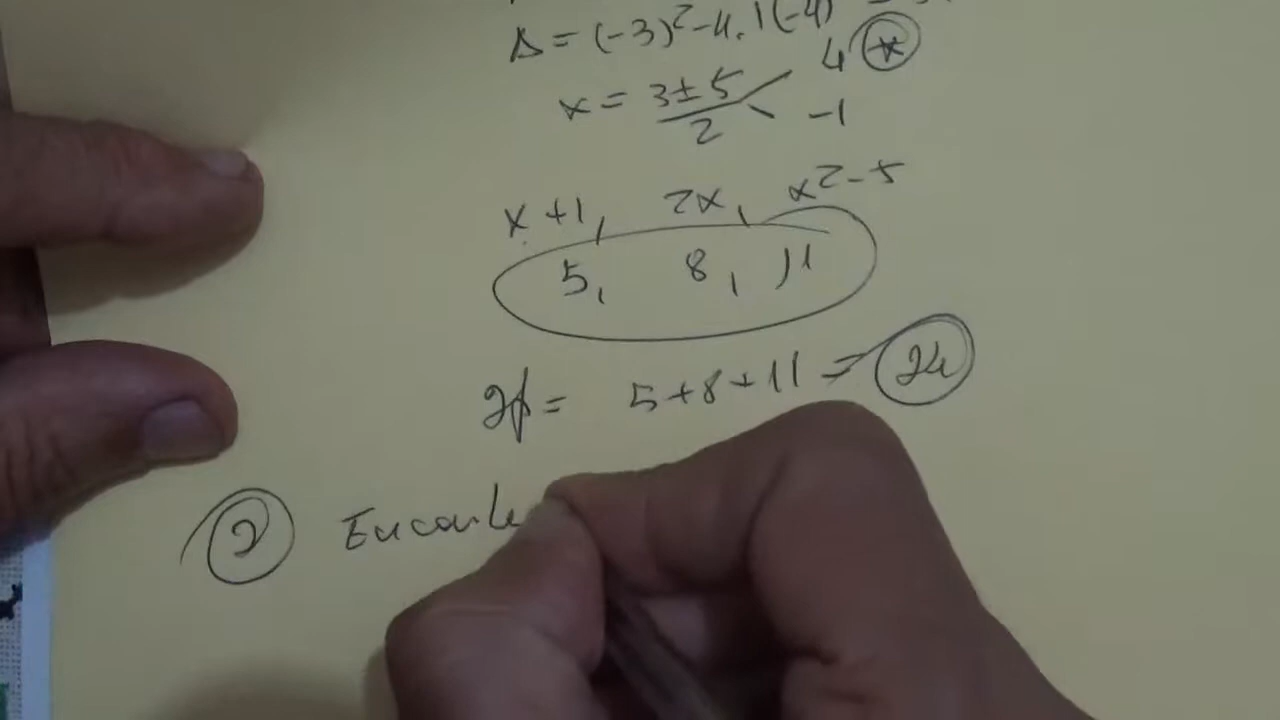 Δ = (-3)² - 4.1(-4)
x = 3±5/2 4 *
-1
x+1, 2x, x²-5
5, 8, 11
2p = 5+8+11 = 24
2 Encont